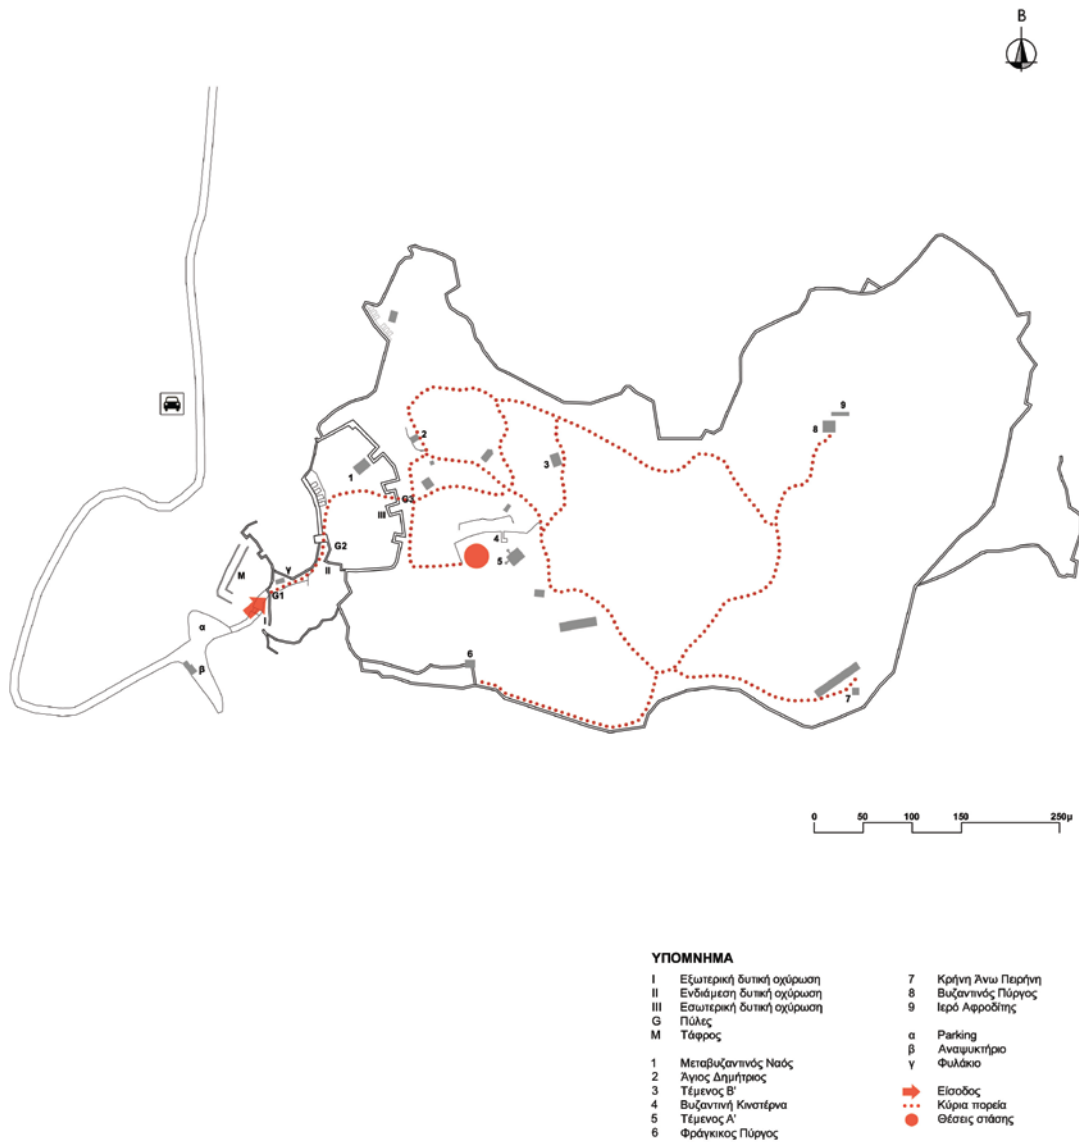 B
9
8
2
1
3
G3
III
4
G2
5
γ
II
M
G1
I
α
6
β
7
0 50 100 150 250μ
ΥΠΟΜΝΗΜΑ
I Εξωτερική δυτική οχύρωση
II Ενδιάμεση δυτική οχύρωση
III Εσωτερική δυτική οχύρωση
G Πύλες
M Τάφρος
1 Μεταβυζαντινός Ναός
2 Άγιος Δημήτριος
3 Τέμενος Β'
4 Βυζαντινή Κινστέρνα
5 Τέμενος Α'
6 Φράγκικος Πύργος
7 Κρήνη Άνω Πειρήνη
8 Βυζαντινός Πύργος
9 Ιερό Αφροδίτης
α Parking
β Αναψυκτήριο
γ Φυλάκιο
Είσοδος
Κύρια πορεία
Θέσεις στάσης